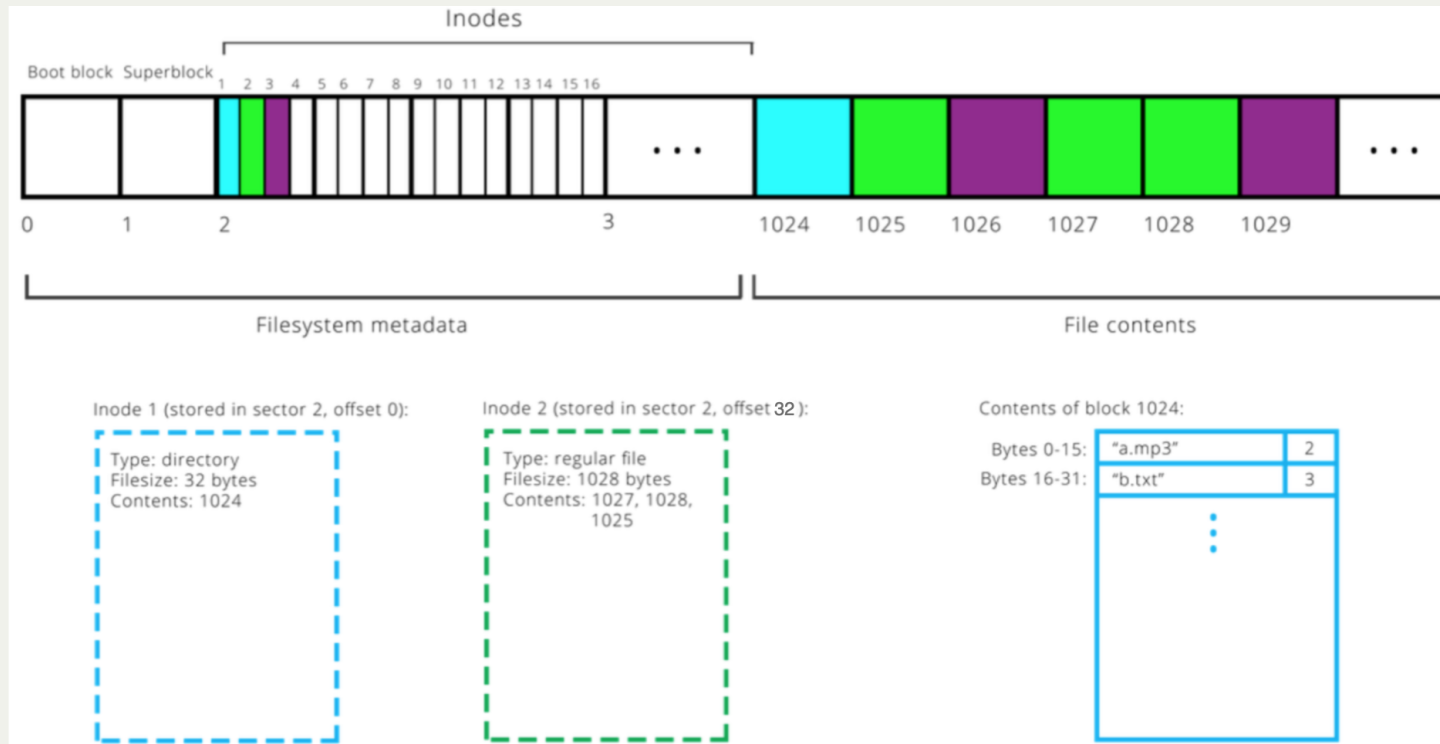 Inodes
Boot block Superblock 1 2 3 4 5 6 7 8 9 10 11 12 13 14 15 16
0 1 2 3 1024 1025 1026 1027 1028 1029
Filesystem metadata File contents
Inode 1 (stored in sector 2, offset 0):
Type: directory
Filesize: 32 bytes
Contents: 1024
Inode 2 (stored in sector 2, offset 32):
Type: regular file
Filesize: 1028 bytes
Contents: 1027, 1028,
1025
Contents of block 1024:
Bytes 0-15: “a.mp3” 2
Bytes 16-31: “b.txt” 3